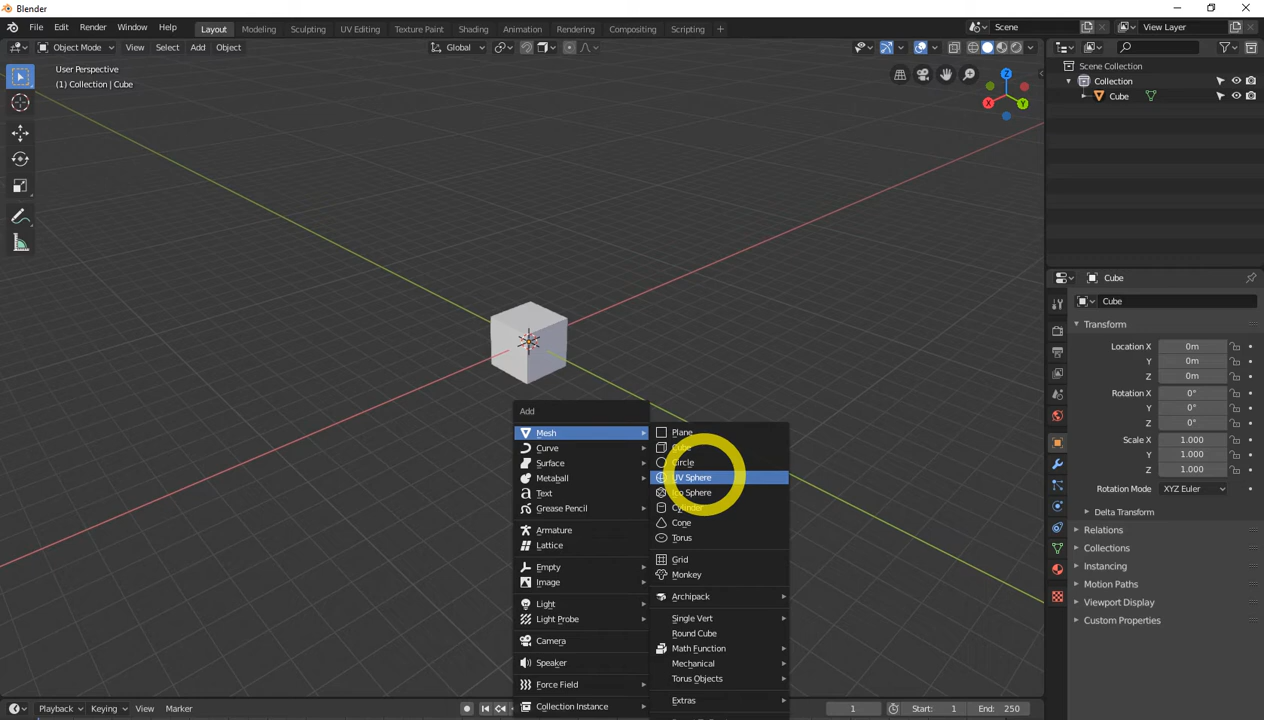 Blender
File Edit Render Window Help
Layout Modeling Sculpting UV Editing Texture Paint Shading Animation Rendering Compositing Scripting
Scene
View Layer
Object Mode View Select Add Object
Global
User Perspective
(1) Collection | Cube
Z
X
Y
Scene Collection
Collection
Cube
Cube
Cube
Transform
Location X 0m
Y 0m
Z 0m
Rotation X 0°
Y 0°
Z 0°
Scale X 1.000
Y 1.000
Z 1.000
Rotation Mode XYZ Euler
Delta Transform
Relations
Collections
Instancing
Motion Paths
Viewport Display
Custom Properties
Add
Mesh
Curve
Surface
Metaball
Text
Grease Pencil
Armature
Lattice
Empty
Image
Light
Light Probe
Camera
Speaker
Force Field
Collection Instance
Plane
Cube
Circle
UV Sphere
Ico Sphere
Cylinder
Cone
Torus
Grid
Monkey
Archipack
Single Vert
Round Cube
Math Function
Mechanical
Torus Objects
Extras
Playback Keying View Marker
1 Start: 1 End: 250